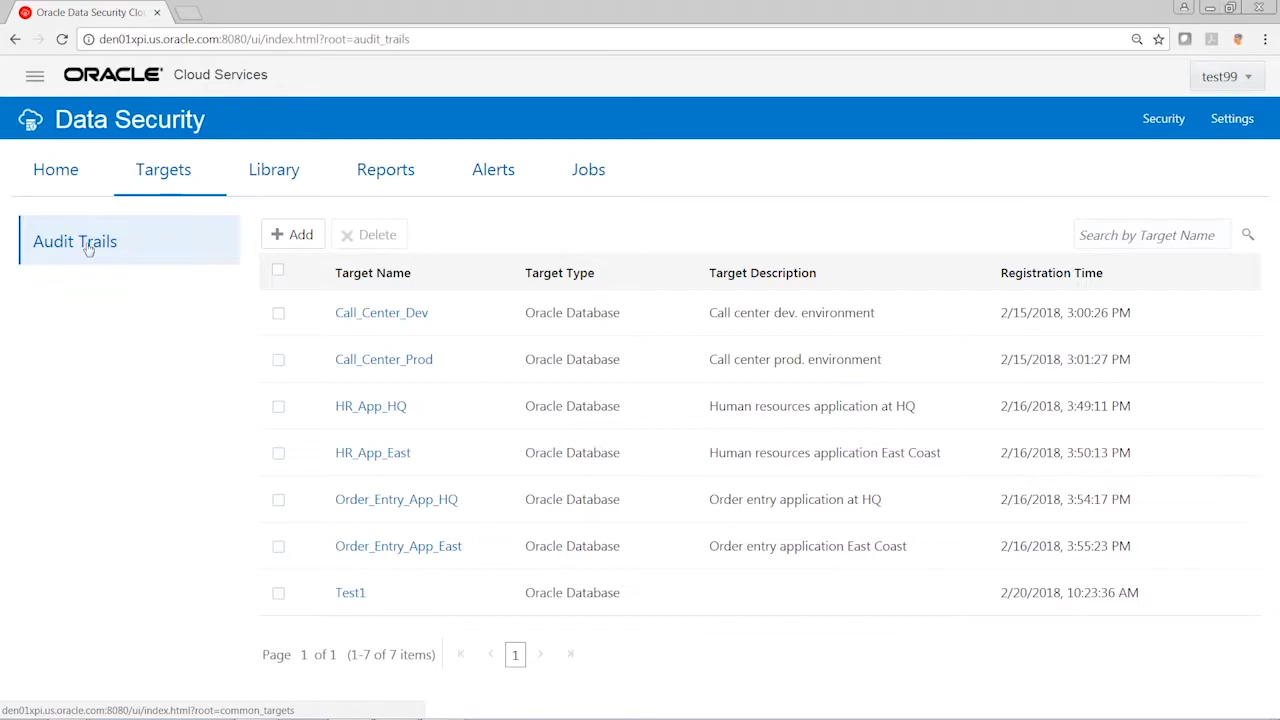 Oracle Data Security Clo
den01xpi.us.oracle.com:8080/ui/index.html?root=audit_trails
ORACLE Cloud Services
test99
Data Security
Security Settings
Home Targets Library Reports Alerts Jobs
Audit Trails
Add Delete Search by Target Name
Target Name Target Type Target Description Registration Time
Call_Center_Dev Oracle Database Call center dev. environment 2/15/2018, 3:00:26 PM
Call_Center_Prod Oracle Database Call center prod. environment 2/15/2018, 3:01:27 PM
HR_App_HQ Oracle Database Human resources application at HQ 2/16/2018, 3:49:11 PM
HR_App_East Oracle Database Human resources application East Coast 2/16/2018, 3:50:13 PM
Order_Entry_App_HQ Oracle Database Order entry application at HQ 2/16/2018, 3:54:17 PM
Order_Entry_App_East Oracle Database Order entry application East Coast 2/16/2018, 3:55:23 PM
Test1 Oracle Database 2/20/2018, 10:23:36 AM
Page 1 of 1 (1-7 of 7 items) 1
den01xpi.us.oracle.com:8080/ui/index.html?root=common_targets